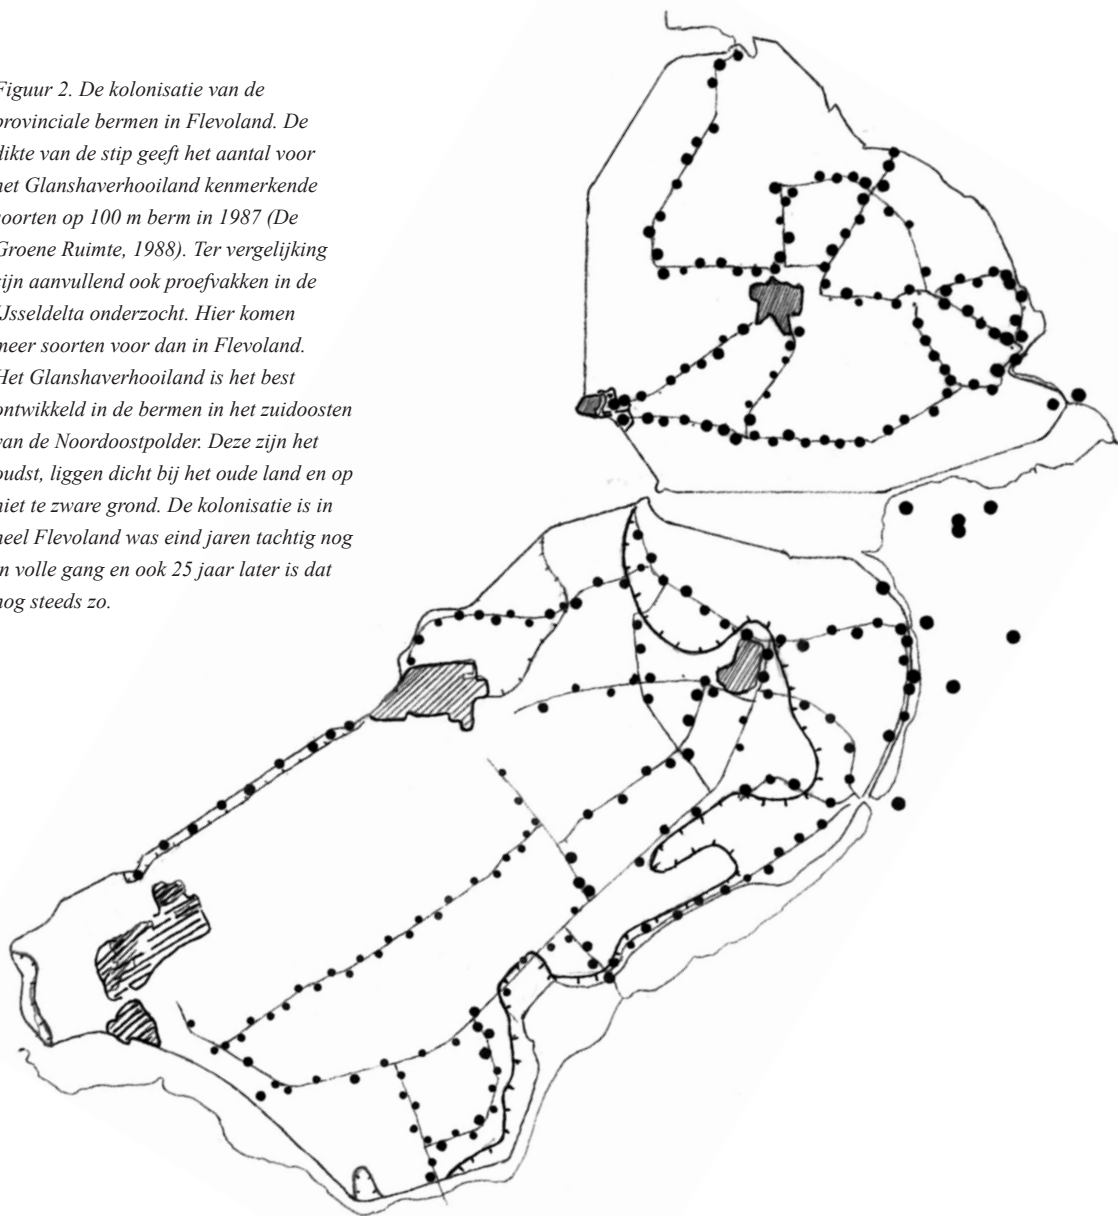 Figuur 2. De kolonisatie van de
provinciale bermen in Flevoland. De
dikte van de stip geeft het aantal voor
het Glanshaverhooiland kenmerkende
soorten op 100 m berm in 1987 (De
Groene Ruimte, 1988). Ter vergelijking
zijn aanvullend ook proefvakken in de
IJsseldelta onderzocht. Hier komen
meer soorten voor dan in Flevoland.
Het Glanshaverhooiland is het best
ontwikkeld in de bermen in het zuidoosten
van de Noordoostpolder. Deze zijn het
oudst, liggen dicht bij het oude land en op
niet te zware grond. De kolonisatie is in
heel Flevoland was eind jaren tachtig nog
in volle gang en ook 25 jaar later is dat
nog steeds zo.